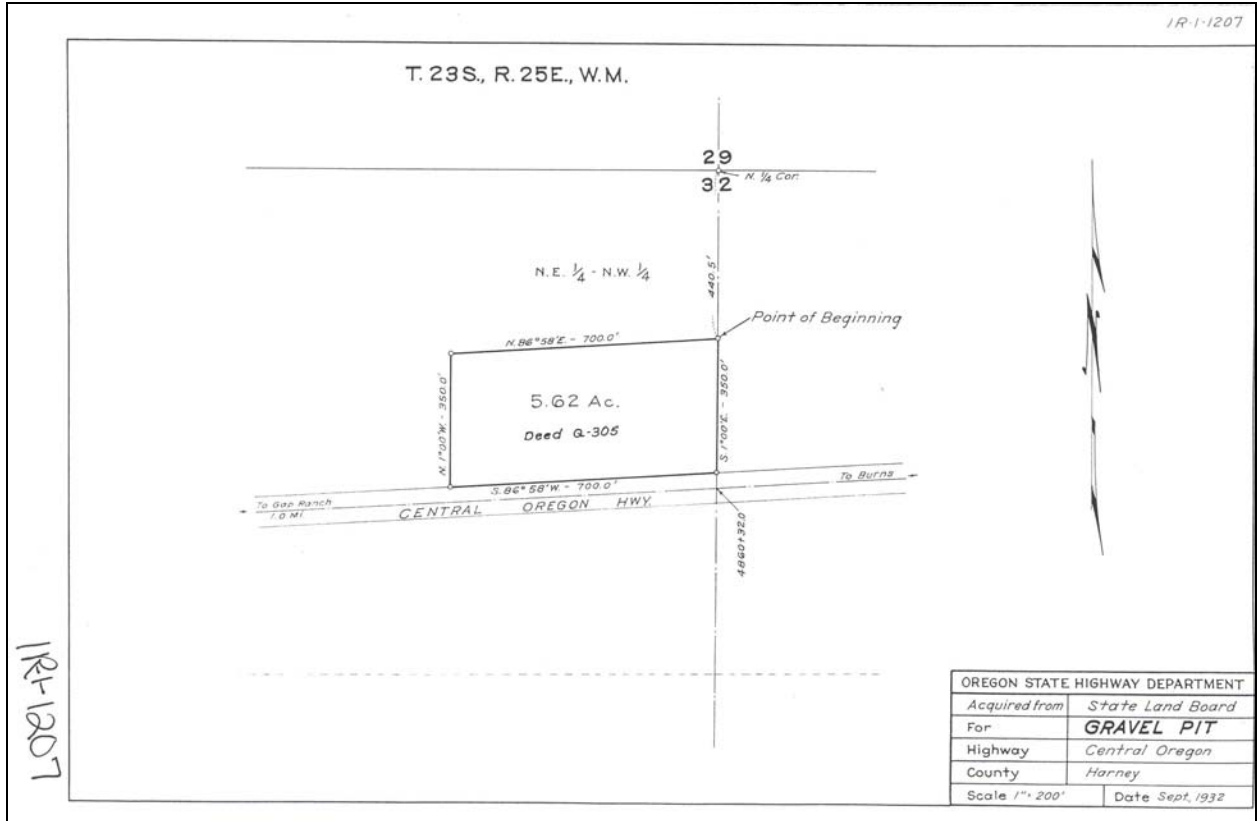 1R-1-1207
T. 23S., R. 25E., W.M.
29
32
N. 1/4 Cor.
N.E. 1/4 - N.W. 1/4
440.5'
Point of Beginning
N. 86° 58' E. - 700.0'
N. 1° 00' W. - 350.0'
5.62 Ac.
Deed G-305
S. 1° 00' E. - 350.0'
S. 86° 58' W. - 700.0'
To Burns
To Gap Ranch
1.0 Mi.
CENTRAL OREGON HWY.
4860+32.0
N
1R-1-1207
OREGON STATE HIGHWAY DEPARTMENT
Acquired from State Land Board
For GRAVEL PIT
Highway Central Oregon
County Harney
Scale 1" = 200' Date Sept, 1932